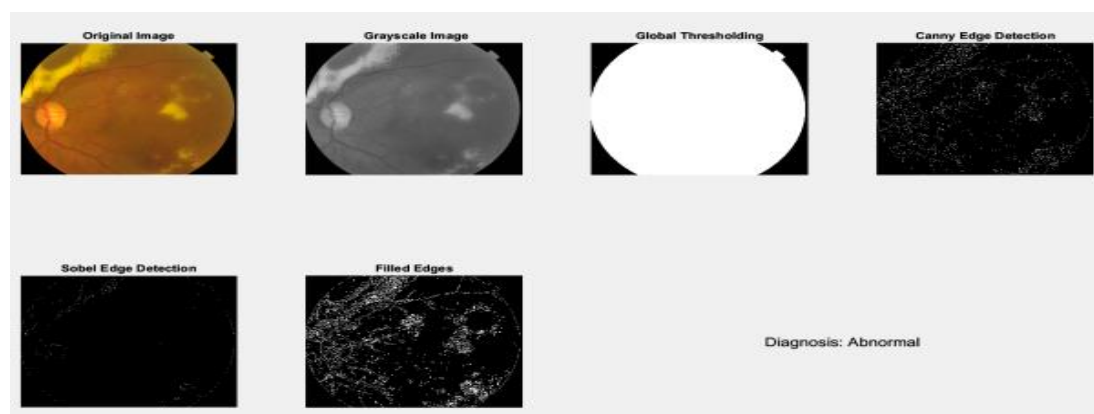 Original Image
Grayscale Image
Global Thresholding
Canny Edge Detection
Sobel Edge Detection
Filled Edges
Diagnosis: Abnormal